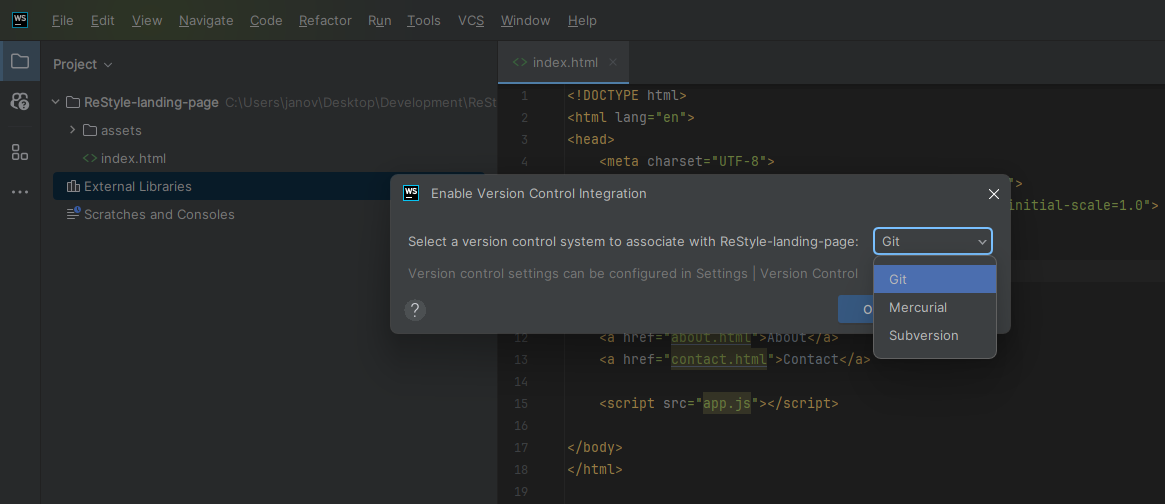 WS File Edit View Navigate Code Refactor Run Tools VCS Window Help
Project
ReStyle-landing-page C:\Users\janov\Desktop\Development\ReSt
assets
index.html
External Libraries
Scratches and Consoles
index.html
1 <!DOCTYPE html>
2 <html lang="en">
3 <head>
4 <meta charset="UTF-8">
">
initial-scale=1.0">
WS Enable Version Control Integration
Select a version control system to associate with ReStyle-landing-page: Git
Version control settings can be configured in Settings | Version Control
?
Git
Mercurial
Subversion
12 <a href="about.html">About</a>
13 <a href="contact.html">Contact</a>
14
15 <script src="app.js"></script>
16
17 </body>
18 </html>
19